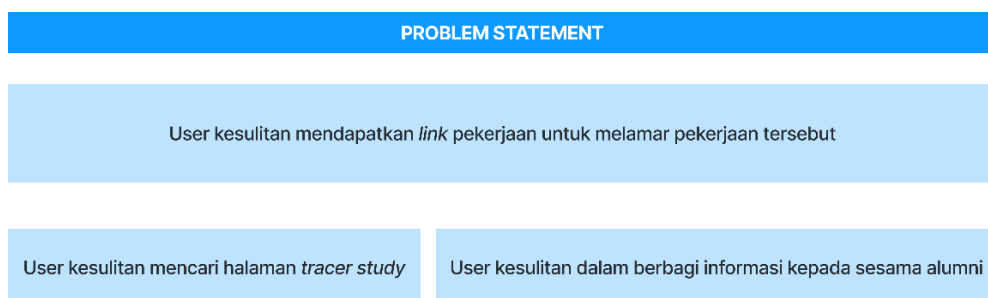 PROBLEM STATEMENT
User kesulitan mendapatkan link pekerjaan untuk melamar pekerjaan tersebut
User kesulitan mencari halaman tracer study
User kesulitan dalam berbagi informasi kepada sesama alumni